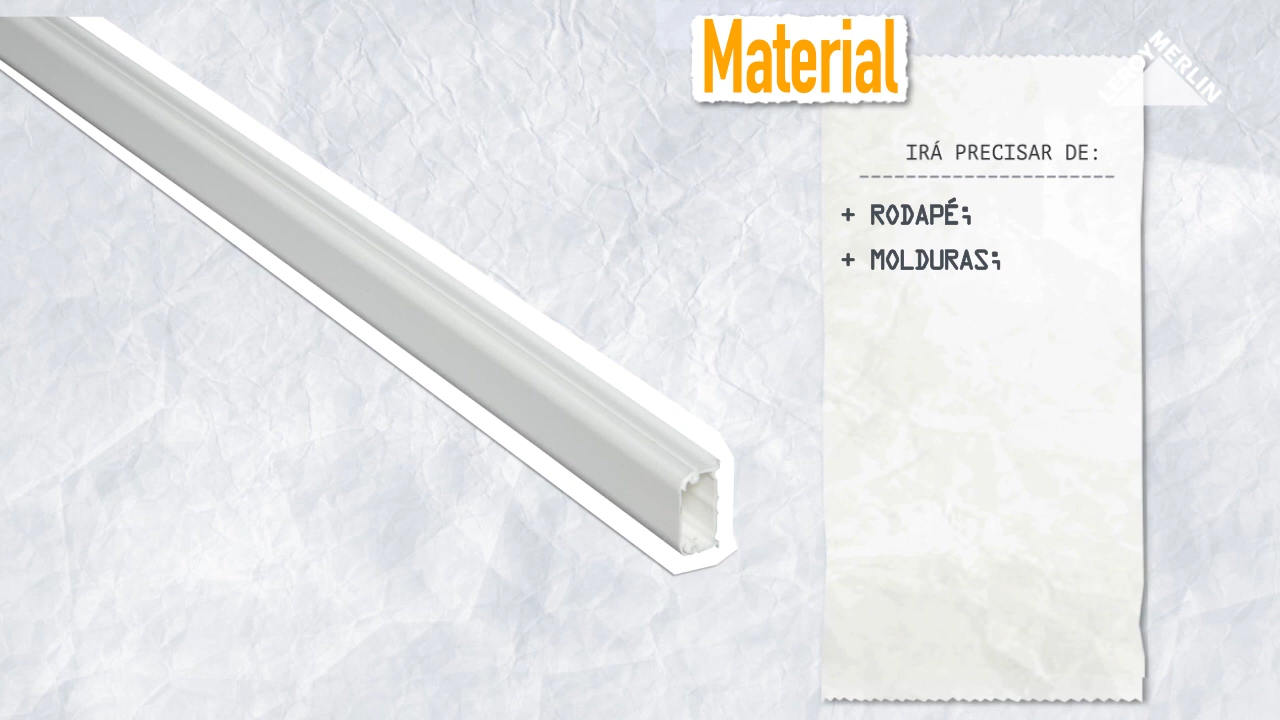 Material
LEROY MERLIN
IRÁ PRECISAR DE:
+ RODAPÉ;
+ MOLDURAS;